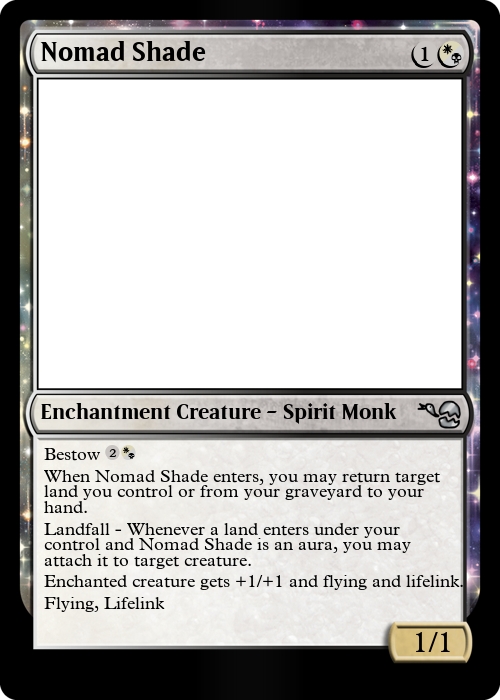 Nomad Shade 1
Enchantment Creature – Spirit Monk
Bestow 2
When Nomad Shade enters, you may return target
land you control or from your graveyard to your
hand.
Landfall - Whenever a land enters under your
control and Nomad Shade is an aura, you may
attach it to target creature.
Enchanted creature gets +1/+1 and flying and lifelink.
Flying, Lifelink
1/1